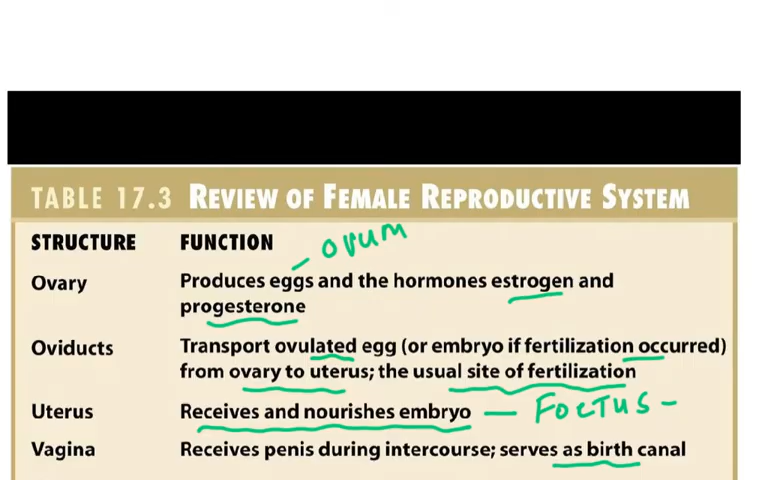 TABLE 17.3 REVIEW OF FEMALE REPRODUCTIVE SYSTEM
STRUCTURE FUNCTION
OVUM
Ovary Produces eggs and the hormones estrogen and
progesterone
Oviducts Transport ovulated egg (or embryo if fertilization occurred)
from ovary to uterus; the usual site of fertilization
Uterus Receives and nourishes embryo — FOETUS –
Vagina Receives penis during intercourse; serves as birth canal